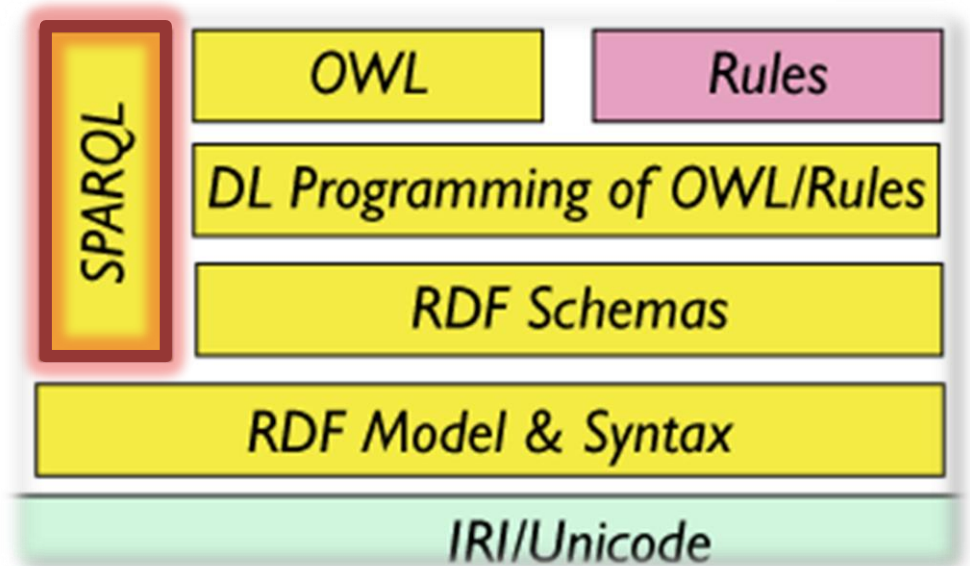 SPARQL
OWL
Rules
DL Programming of OWL/Rules
RDF Schemas
RDF Model & Syntax
IRI/Unicode